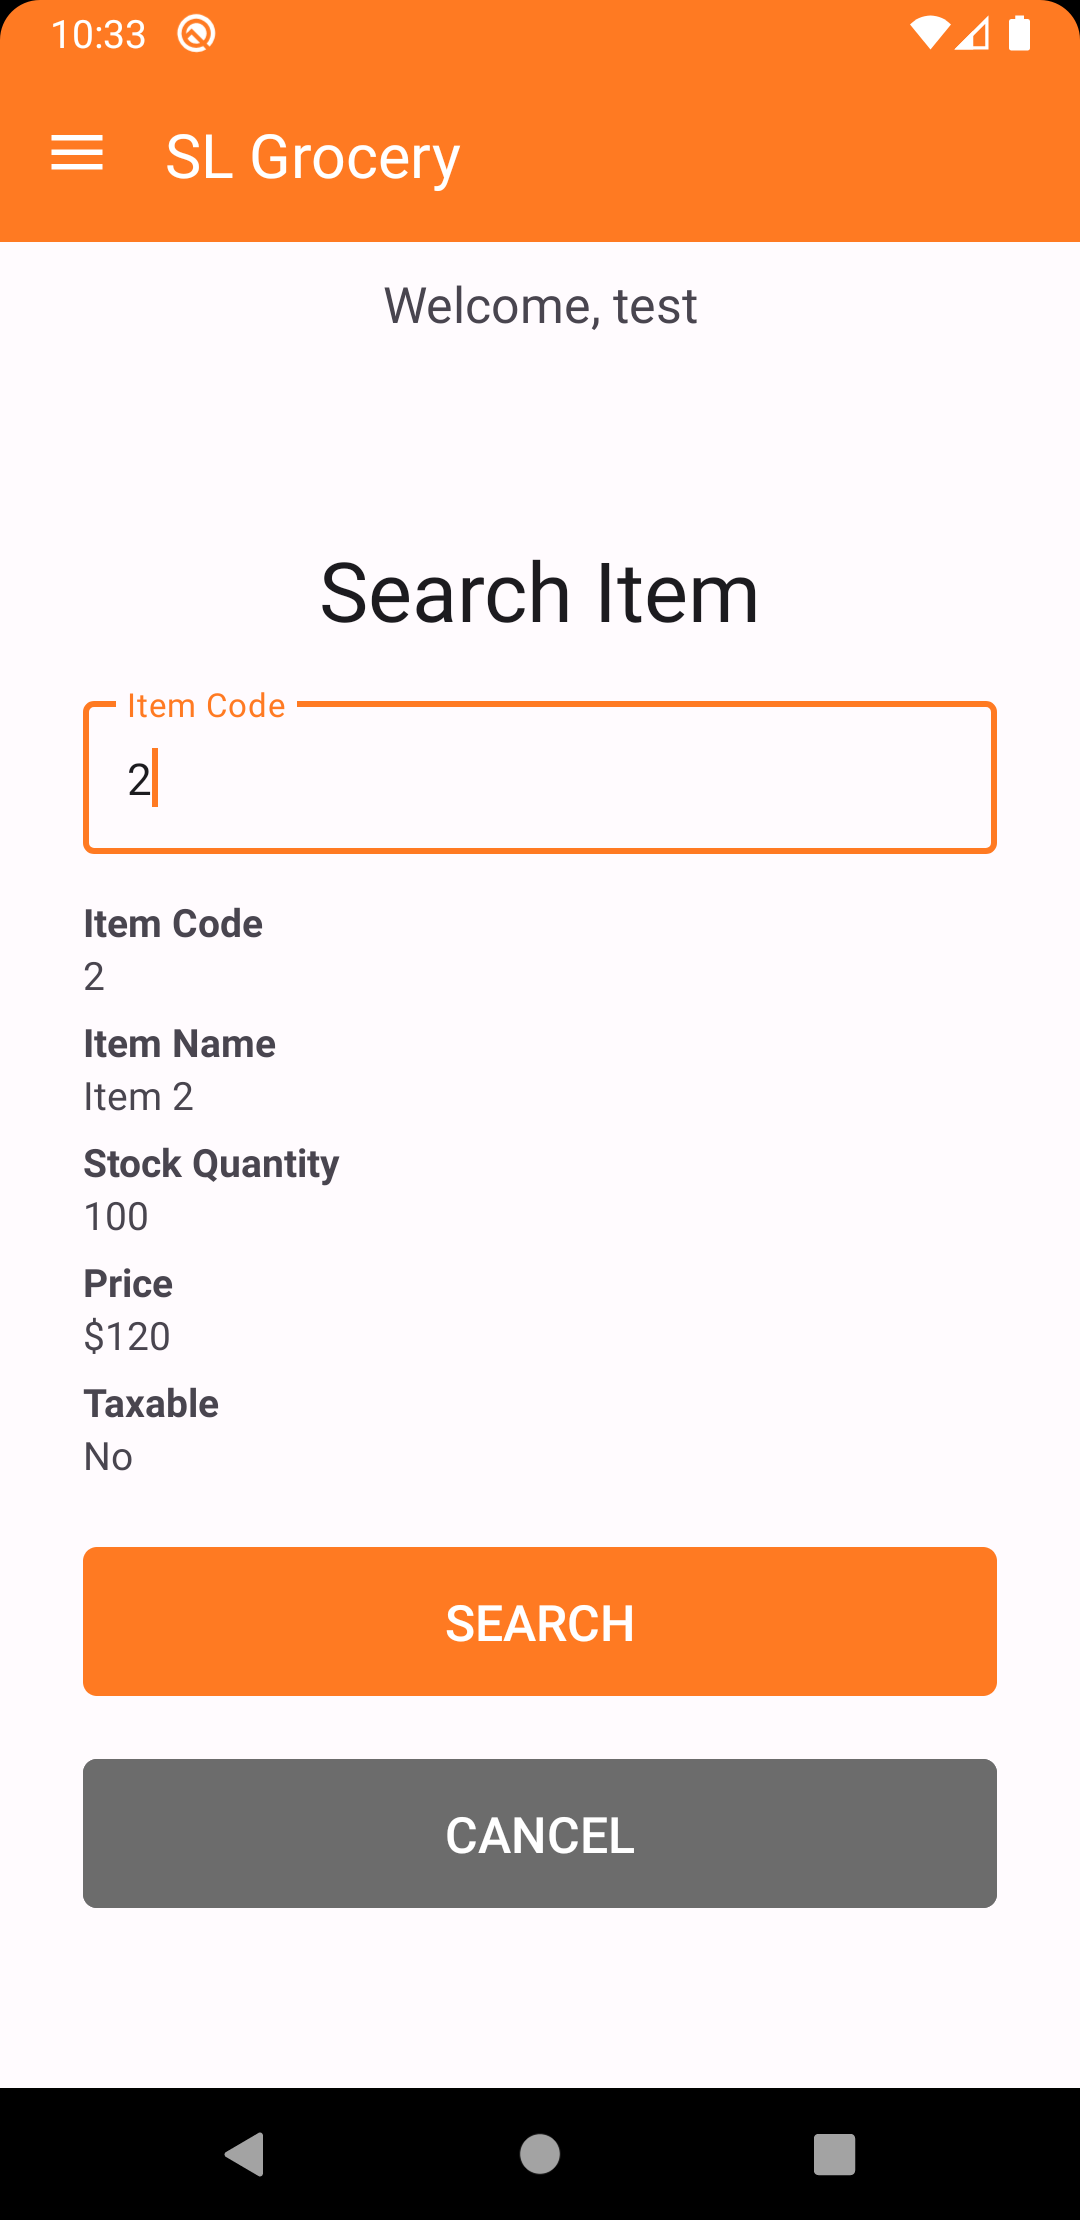 10:33
SL Grocery
Welcome, test
Search Item
Item Code
2
Item Code
2
Item Name
Item 2
Stock Quantity
100
Price
$120
Taxable
No
SEARCH
CANCEL